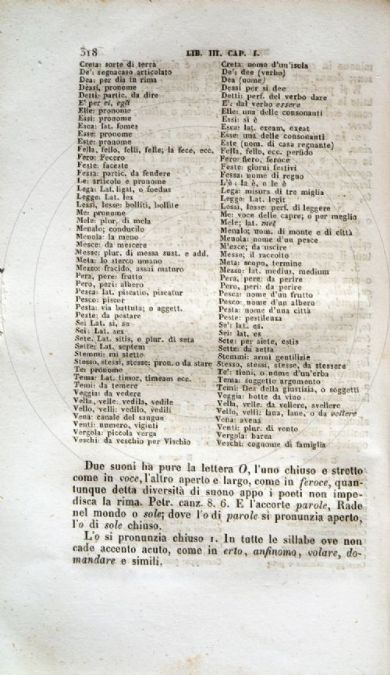 318 LIB. III. CAP. I.
Creta: sorte di terra Creta: nome d'un'isola
De': segnacaso articolato De': dee (verbo)
Dea: per dia in rima Dea (nome)
Dessi, pronome Dessi per si dee
Detti: partic. da dire Detti: perf. del verbo dare
E' per ei, egli E': dal verbo essere
Elle: pronome Elle: una delle consonanti
Essi: pronome Essi: si è
Esca: lat. fomes Esca: lat. exeam, exeat
Esse: pronome Esse: una delle consonanti
Este: pronome Este (nom. di casa regnante)
Fella, fello, felli, felle; la fece, ecc. Fella, fello, ecc. perfido
Fero: Fecero Fero: fiero, feroce
Feste: faceste Feste: giorni festivi
Fessa: partic. da fendere Fessa: nome di regno
Le: articolo e pronome L'è: la è, o le è
Lega: Lat. ligat, o foedus Lega: misura di tre miglia
Legge: Lat. lex Legge: Lat. legit
Lessi, lesse: bolliti, bollite Lessi, lesse: perf. di leggere
Me: pronome Me: voce delle capre; o per meglio
Mele: plur. di mela Mele: lat. mel
Menalo; conducilo Menalo: nom. di monte e di città
Menola: la meno Menola: nome d'un pesce
Mesce: da mescere M'esce: da uscire
Messe: plur. di messa sust. e add. Messe: il raccolto
Meta: lo sterco umano Meta: scopo, termine
Mezzo: fracido, assai maturo Mezzo: lat. medius, medium
Pera, pere: frutto Pera, pere: da perire
Pero, peri: albero Pero, peri: da perire
Pesca: lat. piscatio, piscatur Pesca: nome d'un frutto
Pesco: piscor Pesco: nome d'un albero
Pesta: via battuta; o aggett. Pesta: nome d'una città
Peste: da pestare Peste: pestilenza
Sei Lat. si, se Se': lat. es.
Sei: Lat. sex Sei: lat. es
Sete. Lat. sitis, o plur. di seta Sete: per siete, estis
Sette: Lat. septem Sette: da setta
Stemmi: mi stetto Stemmi: armi gentilizie
Stesso, stessi, stesse: pron. o da stare Stesso, stessi, stesse, da stessere
Te: pronome Te': tieni, o nome d'un'erba
Tema: Lat. timor, timeam ecc. Tema: soggetto argomento
Temi: da temere Temi: Dea della giustizia, o soggetti
Veggia: da vedere Veggia: botte da vino
Vella, velle: vedila, vedile Vella, velle: da vellere, svellere
Vello, velli: vedilo, vedili Vello, velli: lana, lane, o da vellere
Vena: canale del sangue Vena: avena
Venti: numero, viginti Venti: plur. di vento
Vergola: piccola verga Vergola: barca
Veschi: da veschio per Vischio Veschi: cognome di famiglia
Due suoni ha pure la lettera O, l'uno chiuso e stretto
come in voce, l'altro aperto e largo, come in feroce, quan-
tunque detta diversità di suono appo i poeti non impe-
disca la rima. Petr. canz. 8. 6. E l'accorte parole, Rade
nel mondo o sole; dove l'o di parole si pronunzia aperto,
l'o di sole chiuso.
L'o si pronunzia chiuso 1. In tutte le sillabe ove non
cade accento acuto, come in erto, anfinomo, volare, do-
mandare e simili.